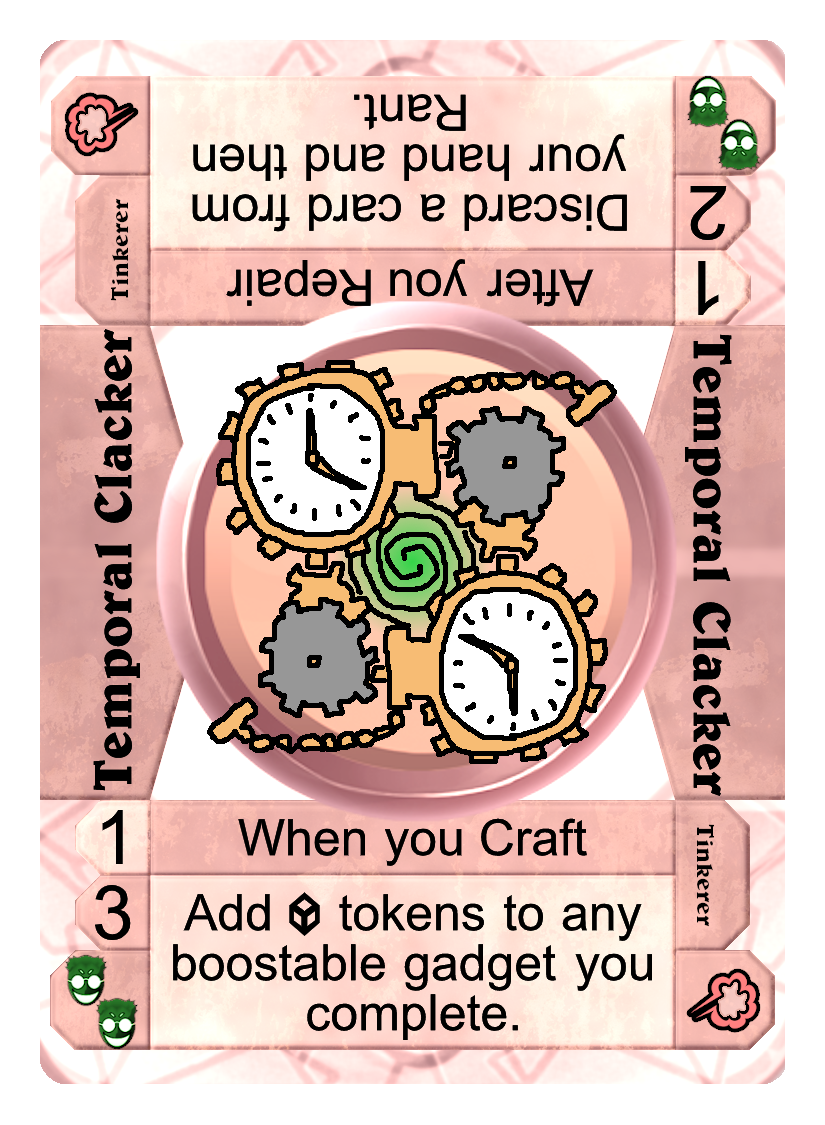 Discard a card from
your hand and then
Rant.
2
Tinkerer
1
After you Repair
Temporal Clacker
Temporal Clacker
1
When you Craft
Tinkerer
3
Add tokens to any
boostable gadget you
complete.